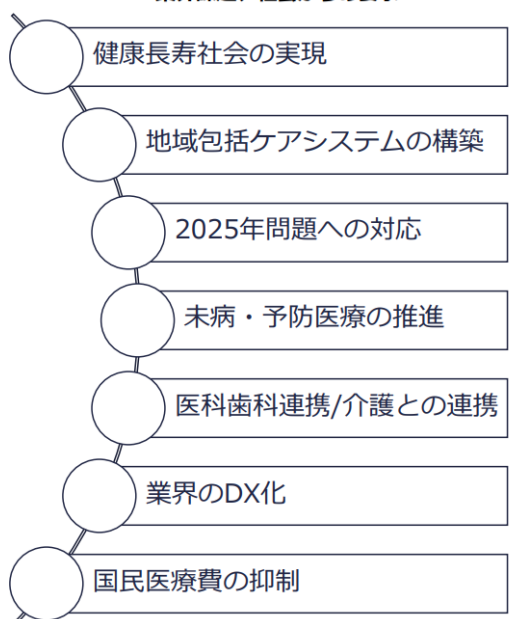 健康長寿社会の実現
地域包括ケアシステムの構築
2025年問題への対応
未病・予防医療の推進
医科歯科連携/介護との連携
業界のDX化
国民医療費の抑制